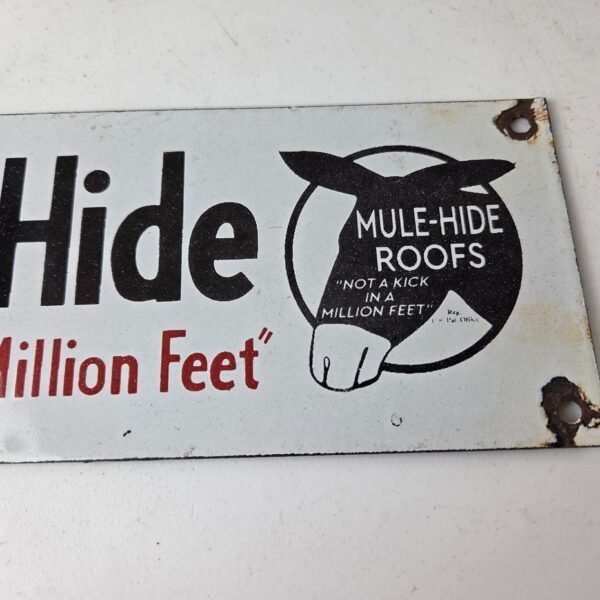 Hide
Million Feet"
MULE-HIDE
ROOFS
"NOT A KICK
IN A
MILLION FEET"